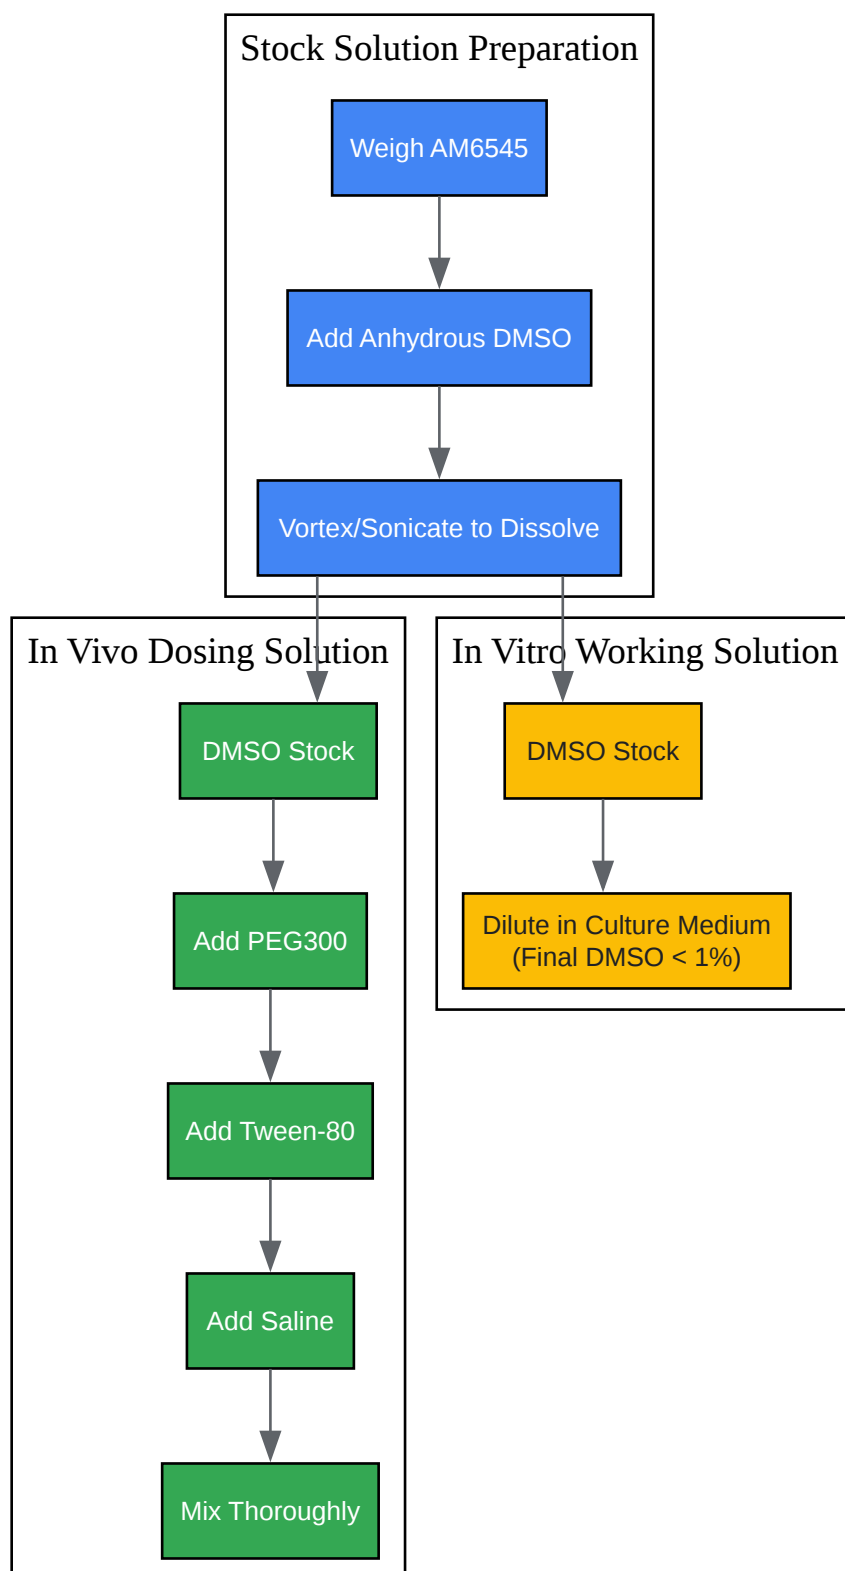 Stock Solution Preparation
Weigh AM6545
Add Anhydrous DMSO
Vortex/Sonicate to Dissolve
In Vivo Dosing Solution
DMSO Stock
Add PEG300
Add Tween-80
Add Saline
Mix Thoroughly
In Vitro Working Solution
DMSO Stock
Dilute in Culture Medium
(Final DMSO < 1%)